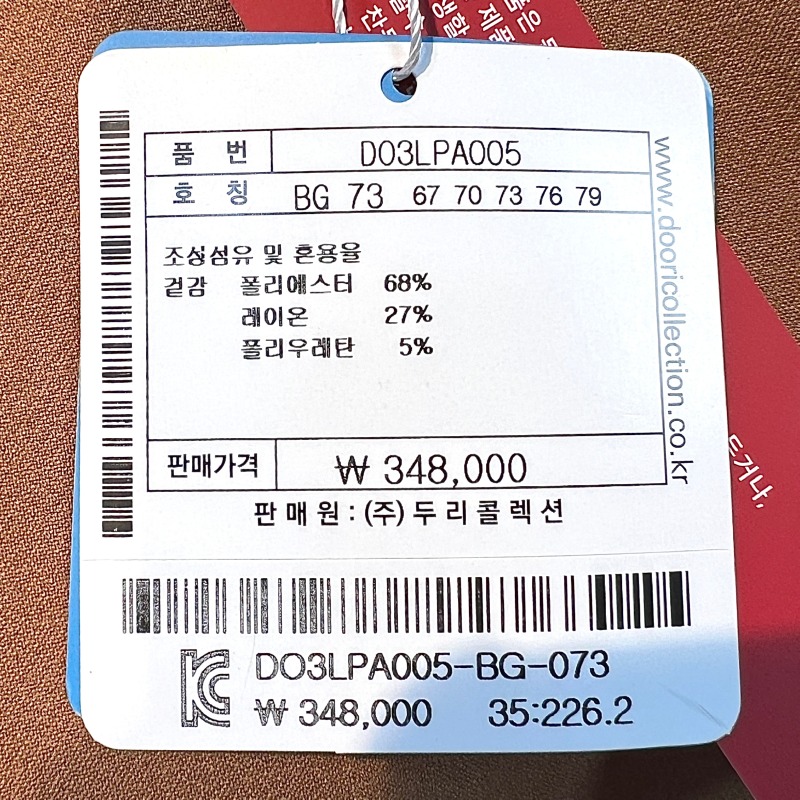 품 번 DO3LPA005
호 칭 BG 73 67 70 73 76 79
조성섬유 및 혼용율
겉감 폴리에스터 68%
레이온 27%
폴리우레탄 5%
판매가격 ₩ 348,000
판 매 원 : (주) 두 리 콜 렉 션
www.dooricollection.co.kr
DO3LPA005-BG-073
₩ 348,000 35:226.2
드거나,